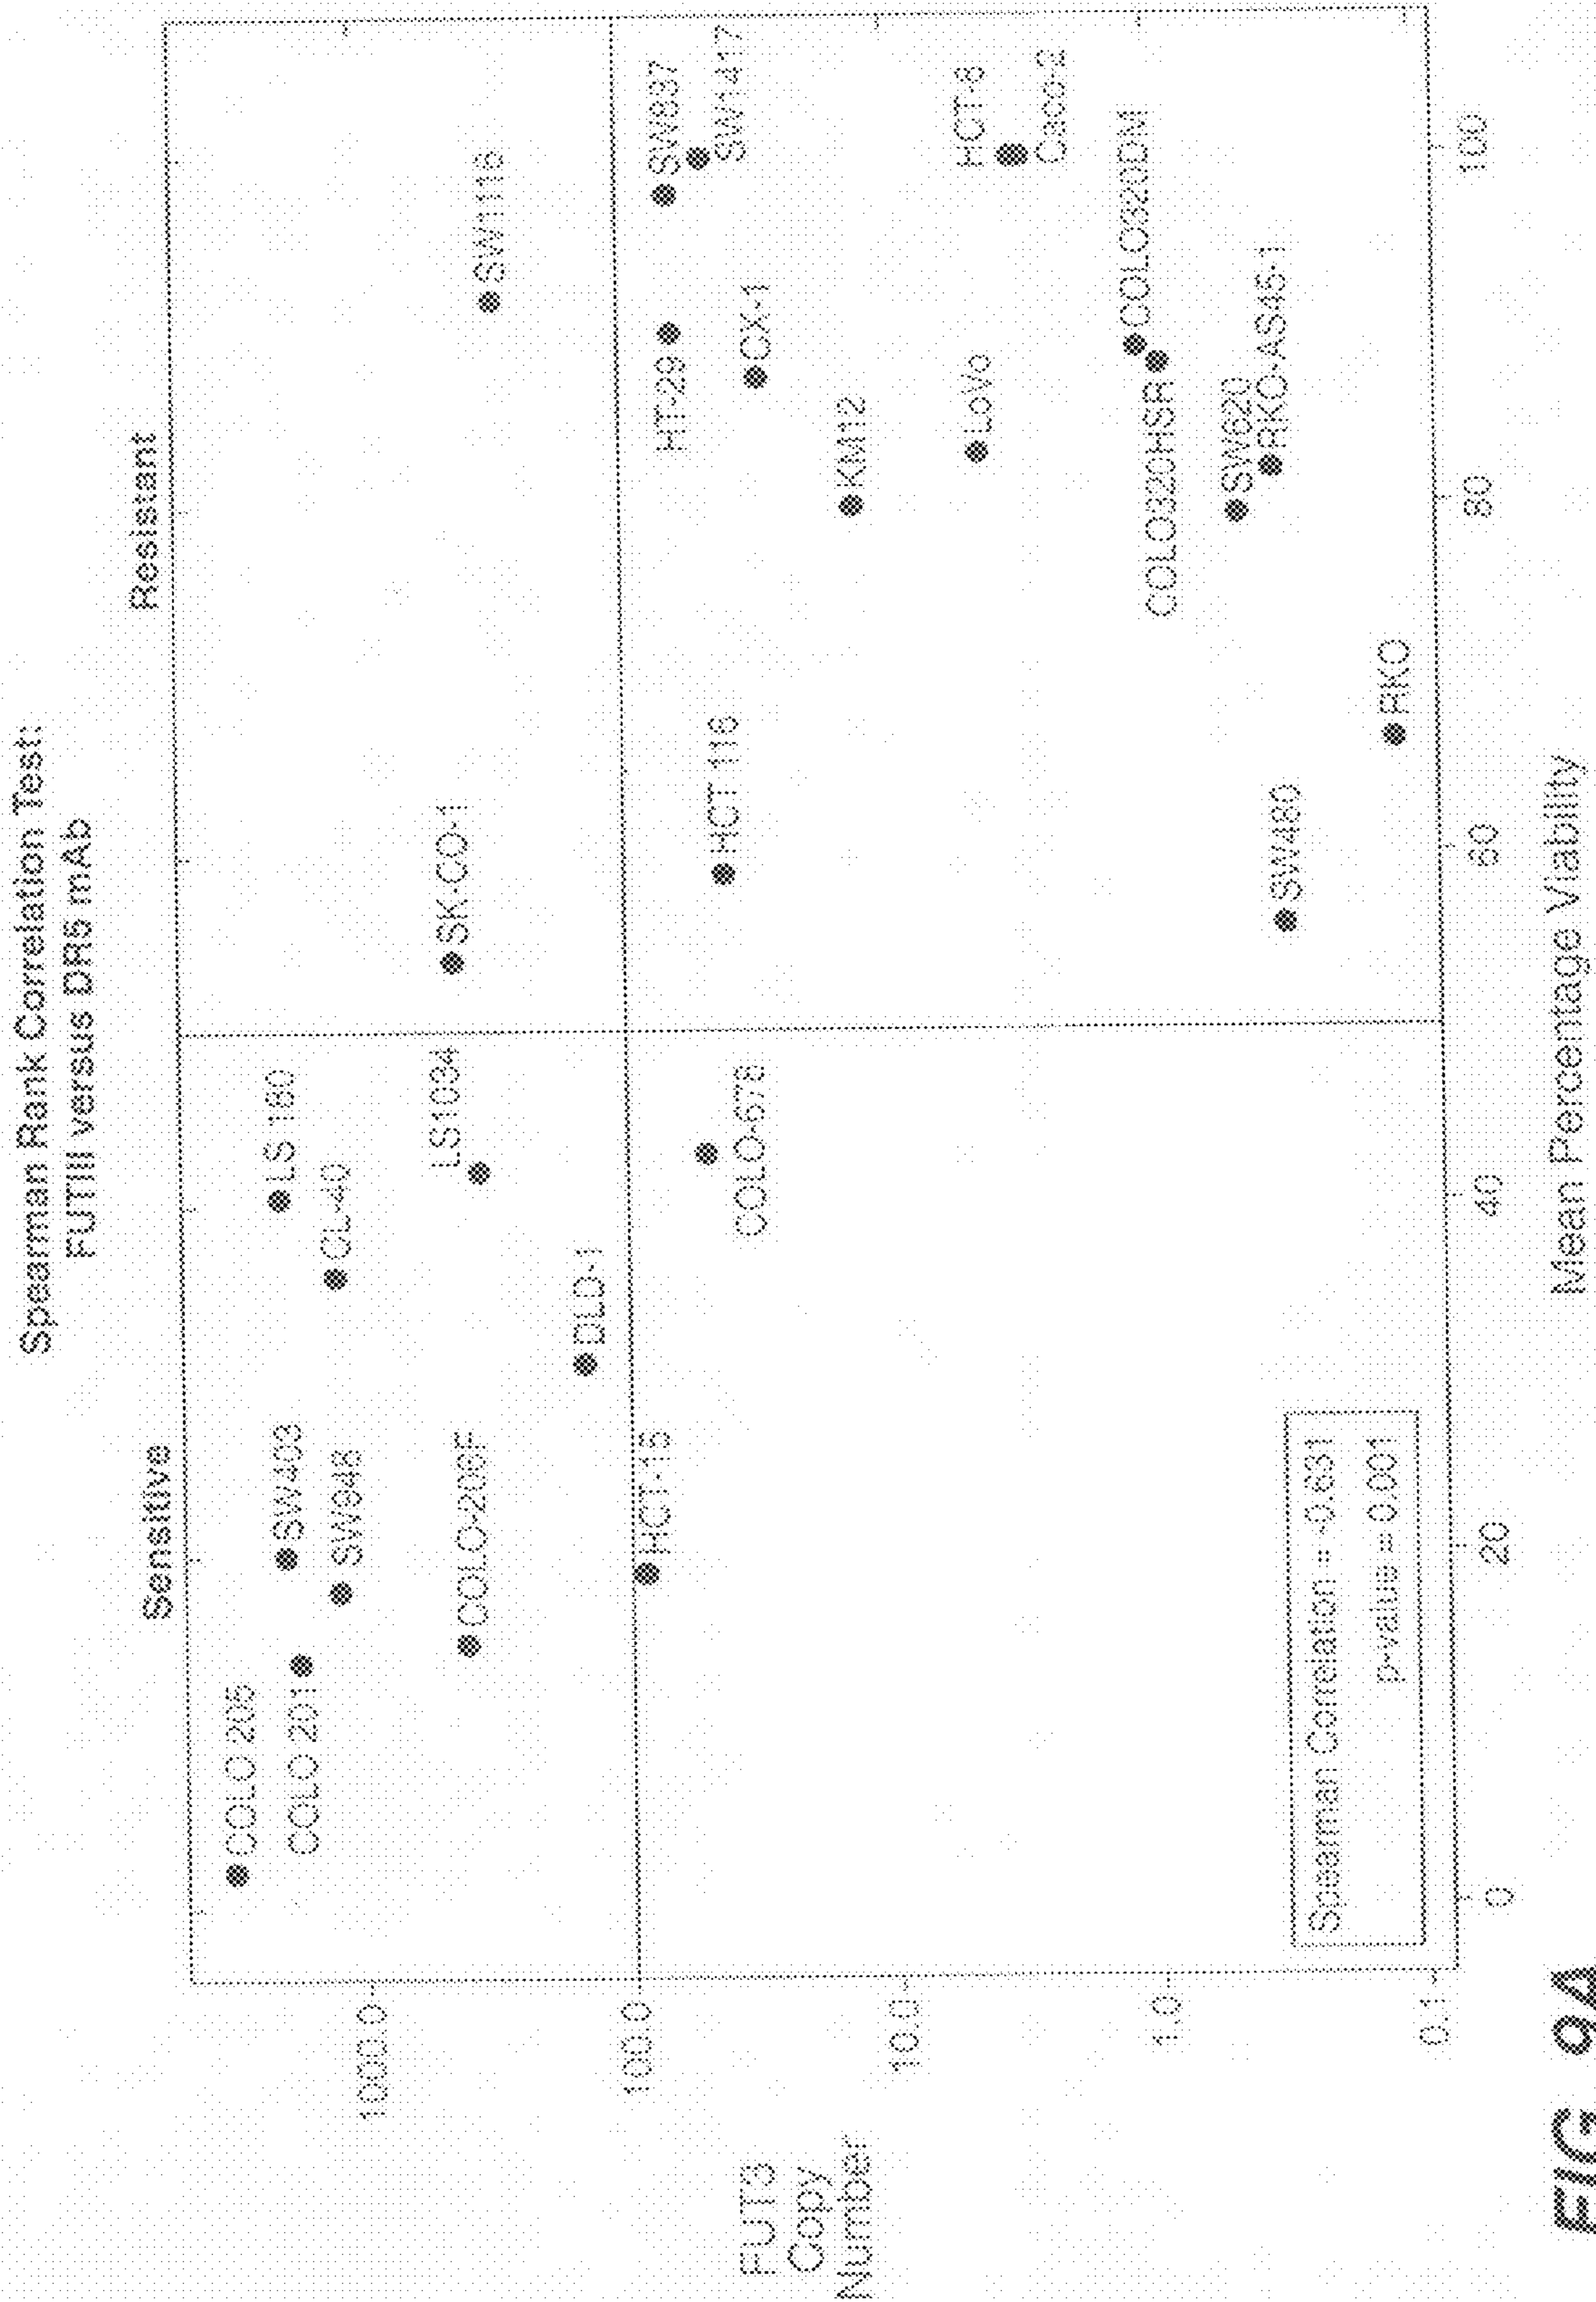 Spearman Rank Correlation Test:
FUTIII versus DR5 mAb
Sensitive
Resistant
COLO 205
COLO 201
SW403
SW948
LS 180
CL-40
COLO-206F
LS1034
DLD-1
HCT-15
COLO-678
SK-CO-1
SW1116
HT-29
SW837
SW1417
CX-1
HCT 116
KM12
LoVo
HCT-8
Caco-2
COLO320DM
COLO320HSR
SW620
RKO-AS45-1
SW480
RKO
Spearman Correlation = -0.631
p-value = 0.001
FUT3
Copy
Number
1000.0
100.0
10.0
1.0
0.1
0
20
40
60
80
100
Mean Percentage Viability
FIG. 9A